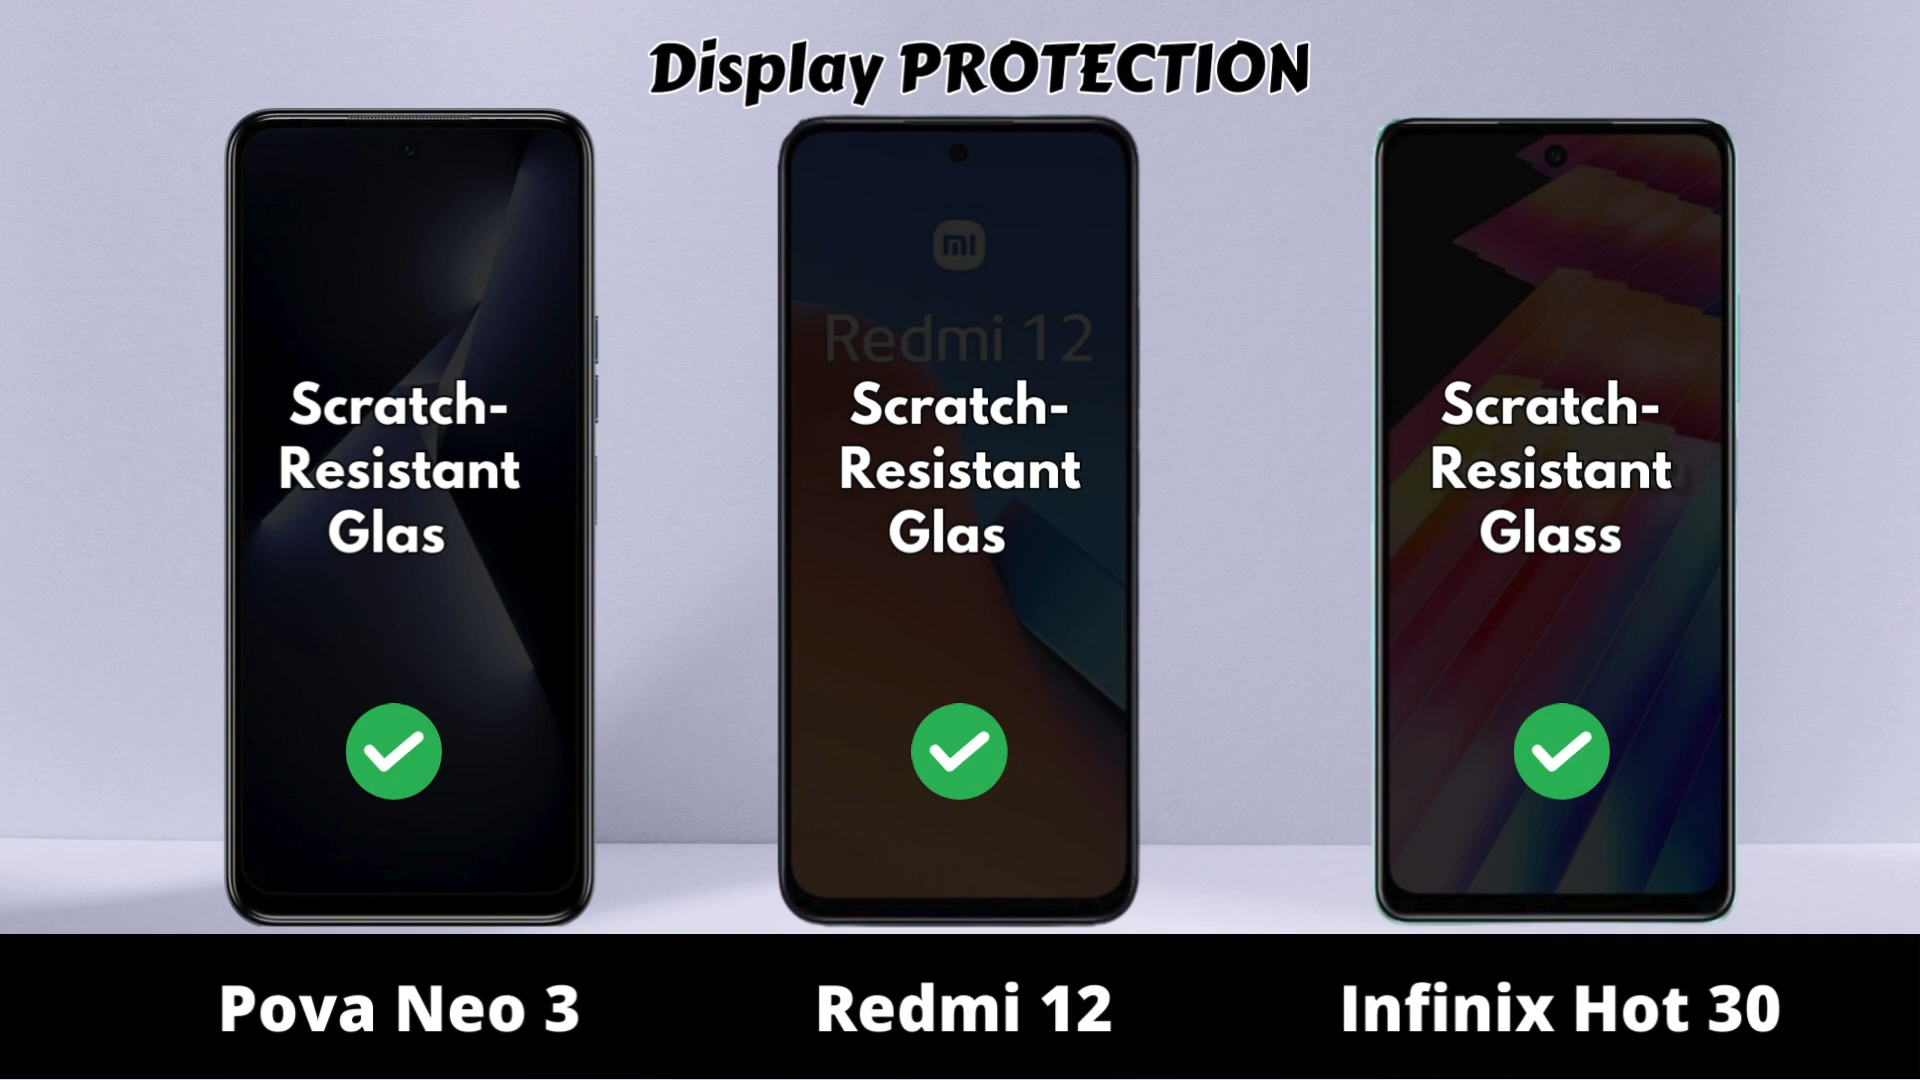 Display PROTECTION
mi
Redmi 12
Scratch-
Resistant
Glas
Scratch-
Resistant
Glas
Scratch-
Resistant
Glass
Pova Neo 3
Redmi 12
Infinix Hot 30